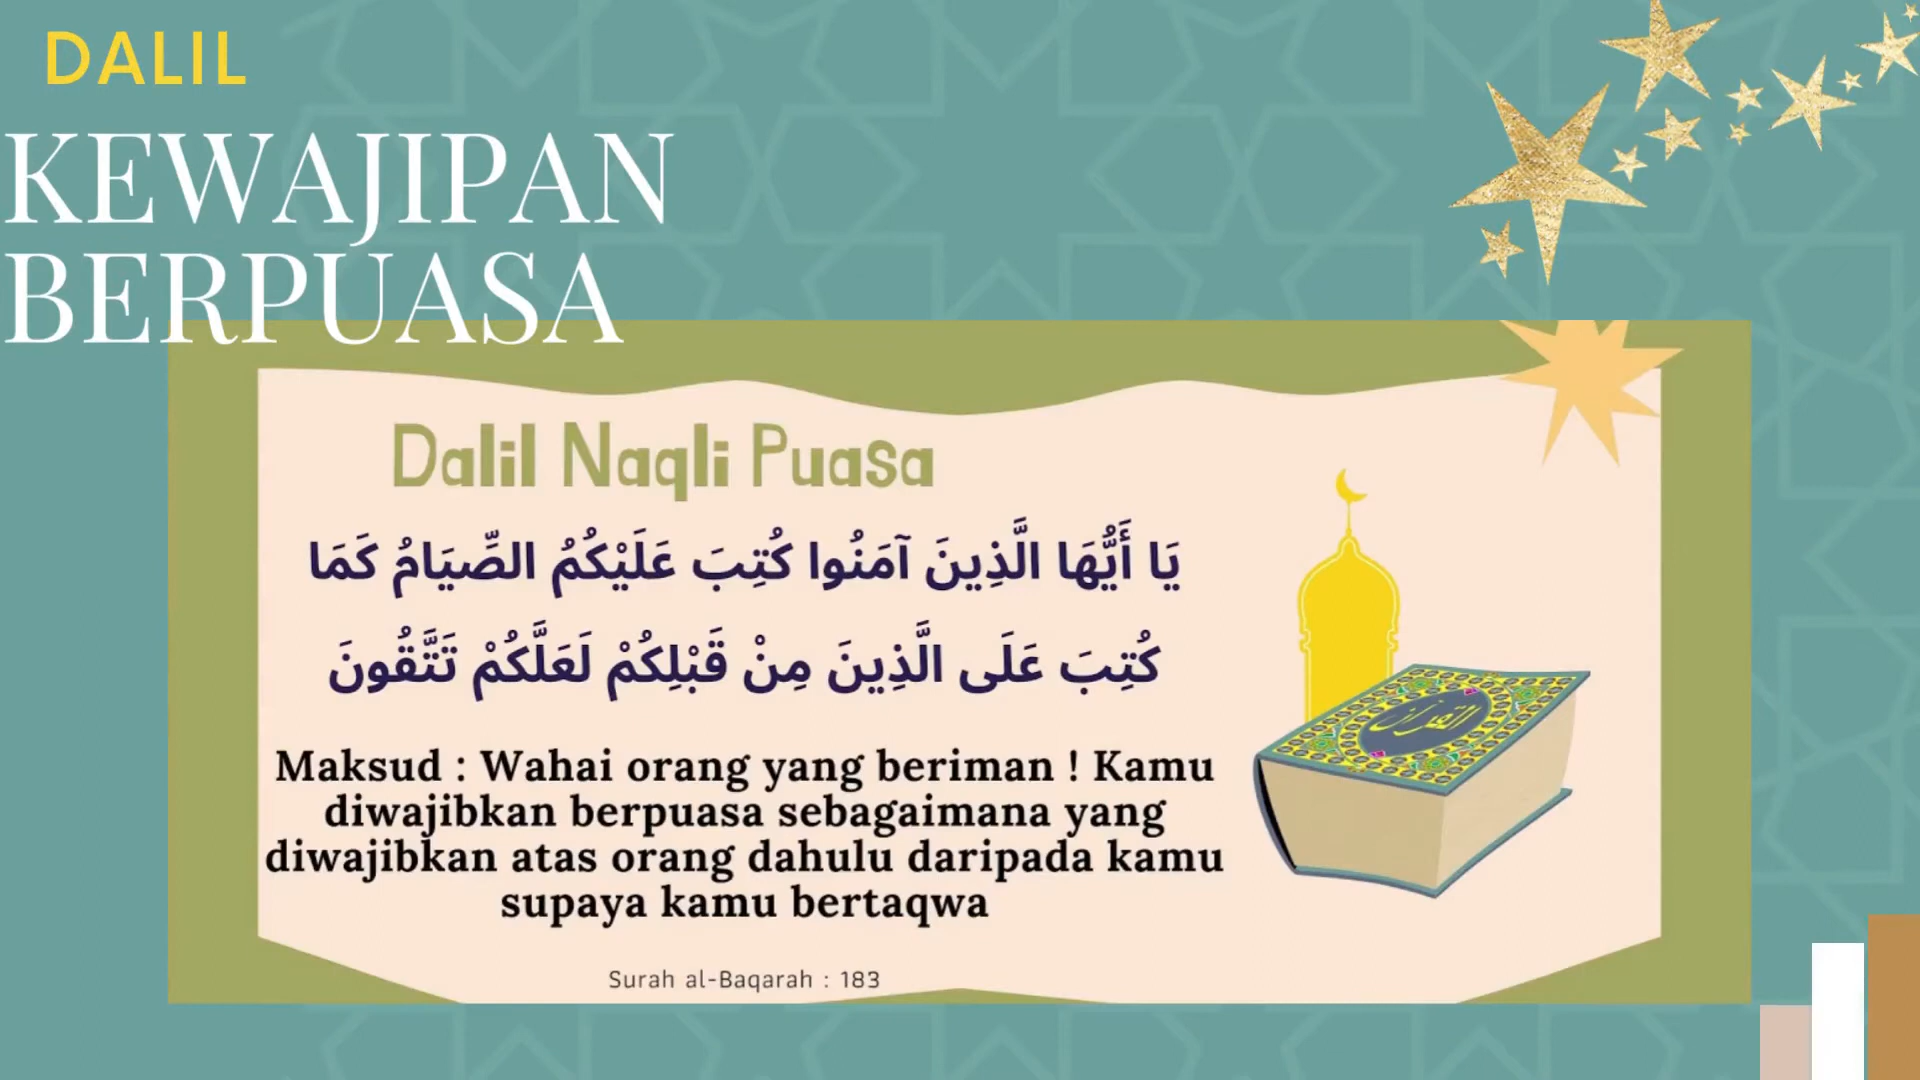 DALIL
KEWAJIPAN
BERPUASA
Dalil Naqli Puasa
يَا أَيُّهَا الَّذِينَ آمَنُوا كُتِبَ عَلَيْكُمُ الصِّيَامُ كَمَا
كُتِبَ عَلَى الَّذِينَ مِنْ قَبْلِكُمْ لَعَلَّكُمْ تَتَّقُونَ
Maksud : Wahai orang yang beriman ! Kamu
diwajibkan berpuasa sebagaimana yang
diwajibkan atas orang dahulu daripada kamu
supaya kamu bertaqwa
Surah al-Baqarah : 183
القرآن